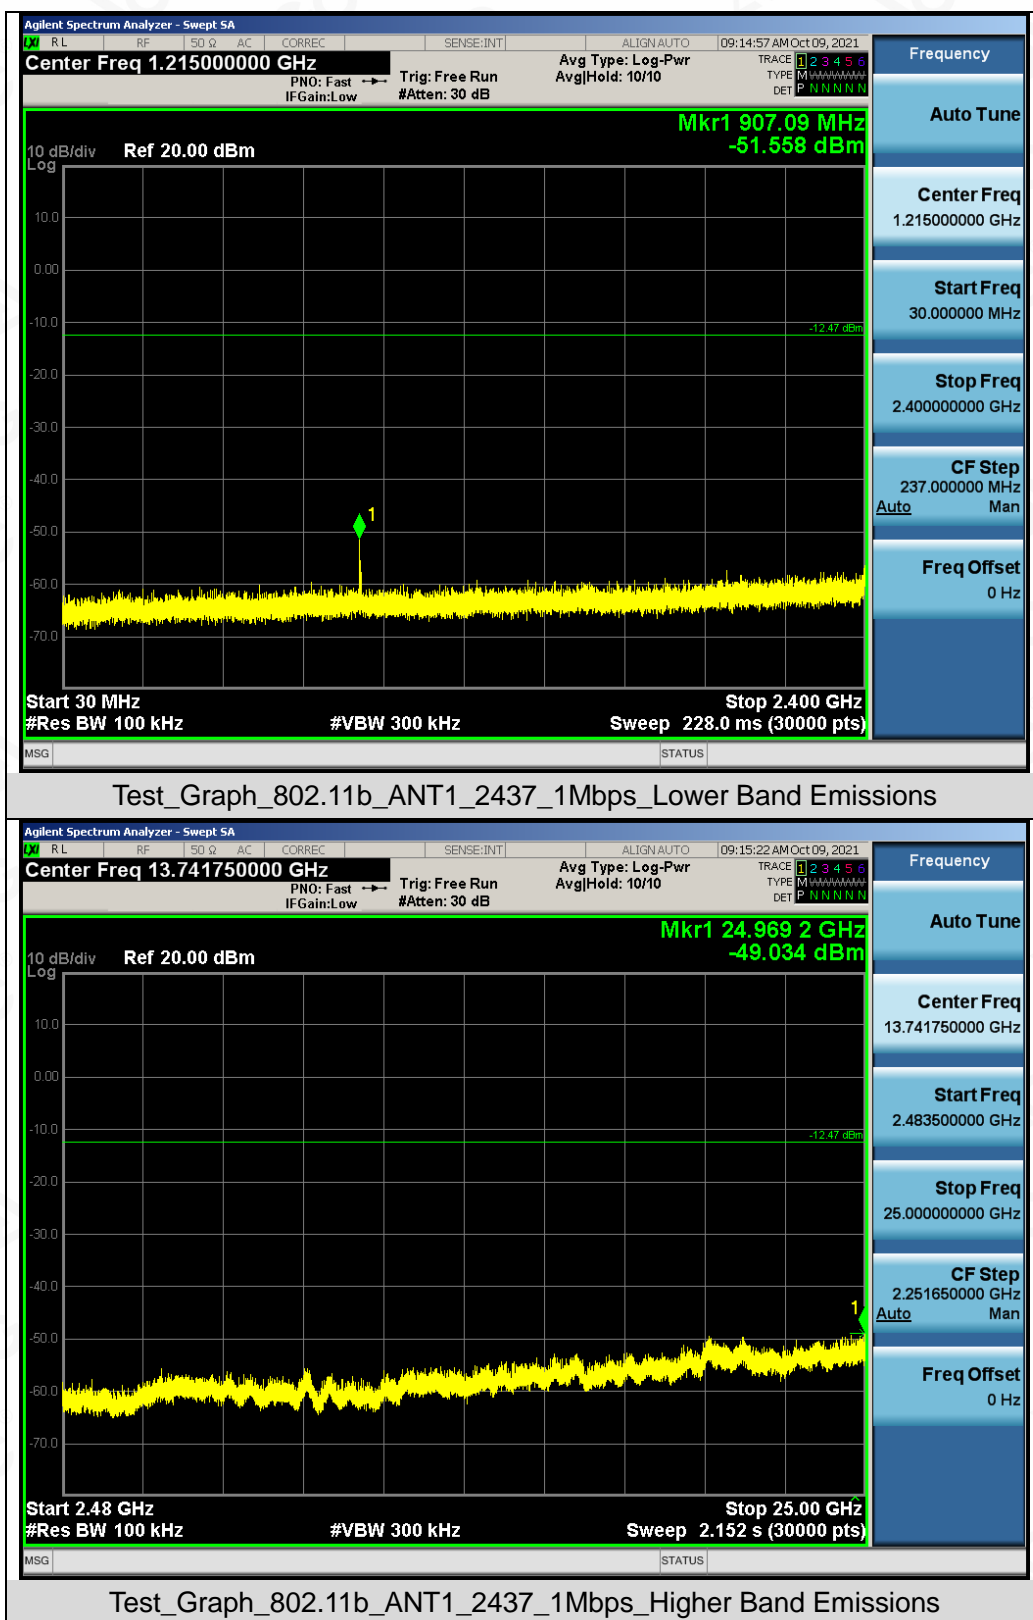 Agilent Spectrum Analyzer - Swept SA
LXI RL RF 50 Ω AC CORREC SENSE:INT ALIGN AUTO 09:14:57 AM Oct 09, 2021
Center Freq 1.215000000 GHz
PNO: Fast
IFGain:Low
Trig: Free Run
#Atten: 30 dB
Avg Type: Log-Pwr
Avg|Hold: 10/10
TRACE 1 2 3 4 5 6
TYPE M
DET P N N N N N
Mkr1 907.09 MHz
-51.558 dBm
10 dB/div Ref 20.00 dBm
Log
10.0
0.00
-10.0
-12.47 dBm
-20.0
-30.0
-40.0
1
-50.0
-60.0
-70.0
Start 30 MHz Stop 2.400 GHz
#Res BW 100 kHz #VBW 300 kHz Sweep 228.0 ms (30000 pts)
MSG STATUS
Frequency
Auto Tune
Center Freq
1.215000000 GHz
Start Freq
30.000000 MHz
Stop Freq
2.400000000 GHz
CF Step
237.000000 MHz
Auto Man
Freq Offset
0 Hz
Test_Graph_802.11b_ANT1_2437_1Mbps_Lower Band Emissions
Agilent Spectrum Analyzer - Swept SA
LXI RL RF 50 Ω AC CORREC SENSE:INT ALIGN AUTO 09:15:22 AM Oct 09, 2021
Center Freq 13.741750000 GHz
PNO: Fast
IFGain:Low
Trig: Free Run
#Atten: 30 dB
Avg Type: Log-Pwr
Avg|Hold: 10/10
TRACE 1 2 3 4 5 6
TYPE M
DET P N N N N N
Mkr1 24.969 2 GHz
-49.034 dBm
10 dB/div Ref 20.00 dBm
Log
10.0
0.00
-10.0
-12.47 dBm
-20.0
-30.0
-40.0
1
-50.0
-60.0
-70.0
Start 2.48 GHz Stop 25.00 GHz
#Res BW 100 kHz #VBW 300 kHz Sweep 2.152 s (30000 pts)
MSG STATUS
Frequency
Auto Tune
Center Freq
13.741750000 GHz
Start Freq
2.483500000 GHz
Stop Freq
25.000000000 GHz
CF Step
2.251650000 GHz
Auto Man
Freq Offset
0 Hz
Test_Graph_802.11b_ANT1_2437_1Mbps_Higher Band Emissions